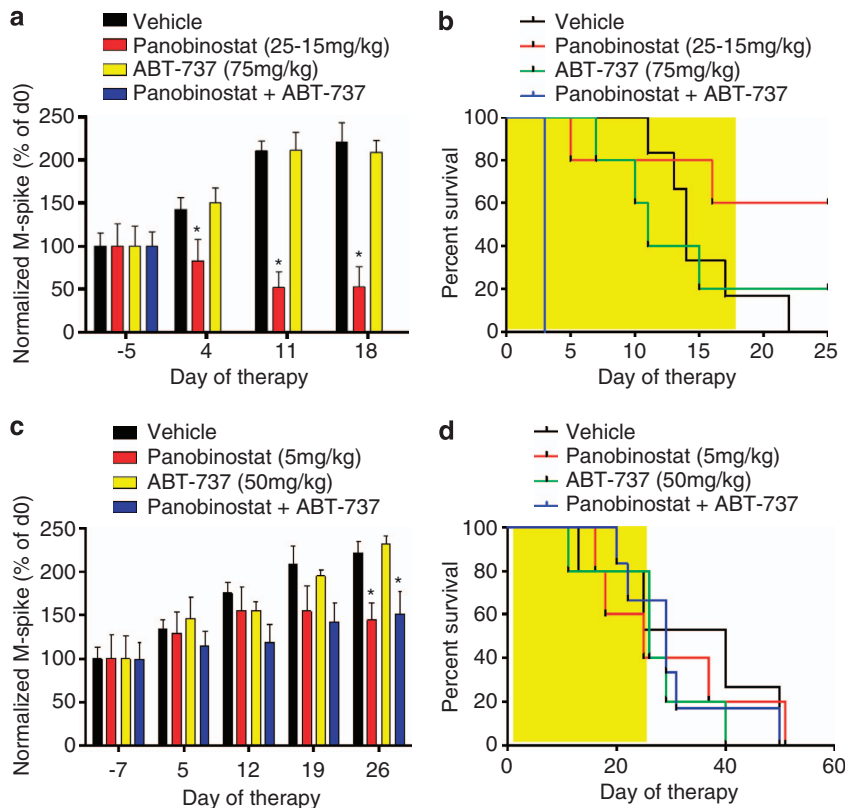 a
Vehicle
Panobinostat (25-15mg/kg)
ABT-737 (75mg/kg)
Panobinostat + ABT-737
Normalized M-spike (% of d0)
250
200
150
100
50
0
-5
4
11
18
*
*
*
Day of therapy
b
Vehicle
Panobinostat (25-15mg/kg)
ABT-737 (75mg/kg)
Panobinostat + ABT-737
Percent survival
100
80
60
40
20
0
0
5
10
15
20
25
Day of therapy
c
Vehicle
Panobinostat (5mg/kg)
ABT-737 (50mg/kg)
Panobinostat + ABT-737
Normalized M-spike (% of d0)
250
200
150
100
50
0
-7
5
12
19
26
*
*
Day of therapy
d
Vehicle
Panobinostat (5mg/kg)
ABT-737 (50mg/kg)
Panobinostat + ABT-737
Percent survival
100
80
60
40
20
0
0
20
40
60
Day of therapy